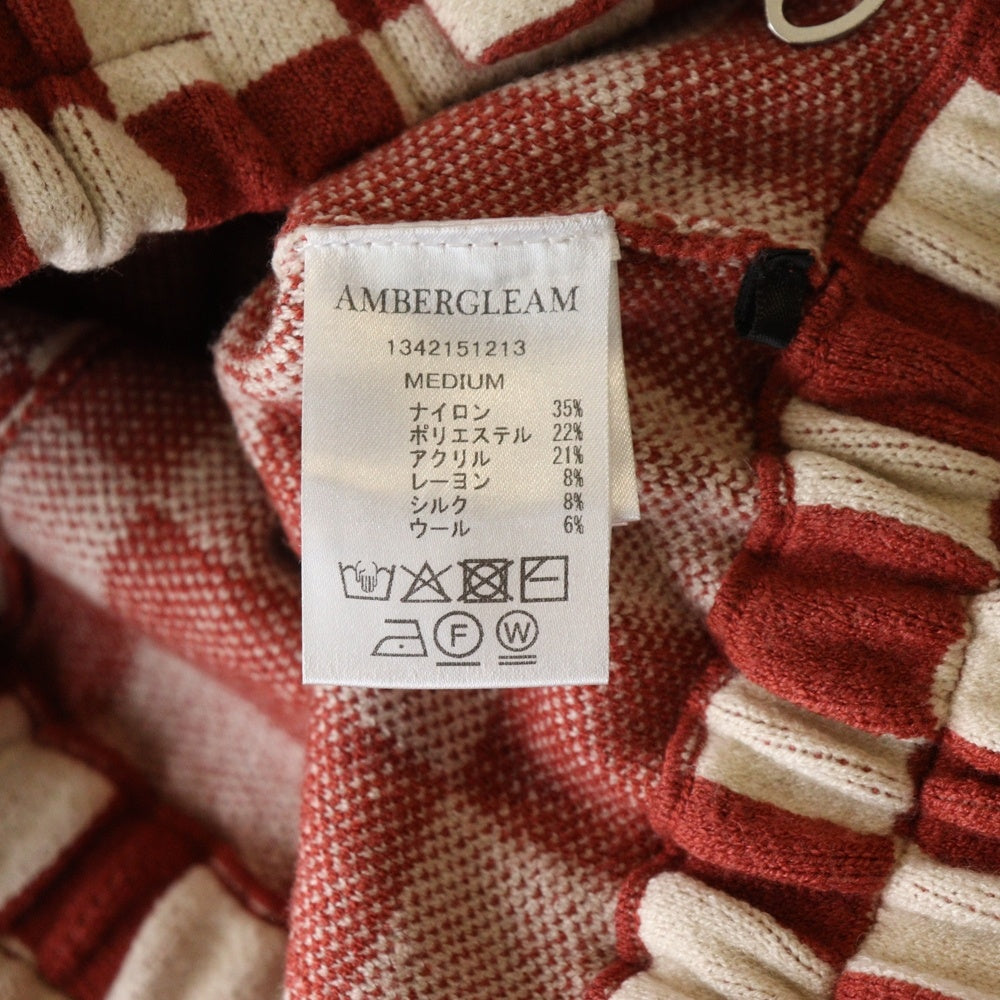 AMBERGLEAM
1342151213
MEDIUM
ナイロン 35%
ポリエステル 22%
アクリル 21%
レーヨン 8%
シルク 8%
ウール 6%
F W